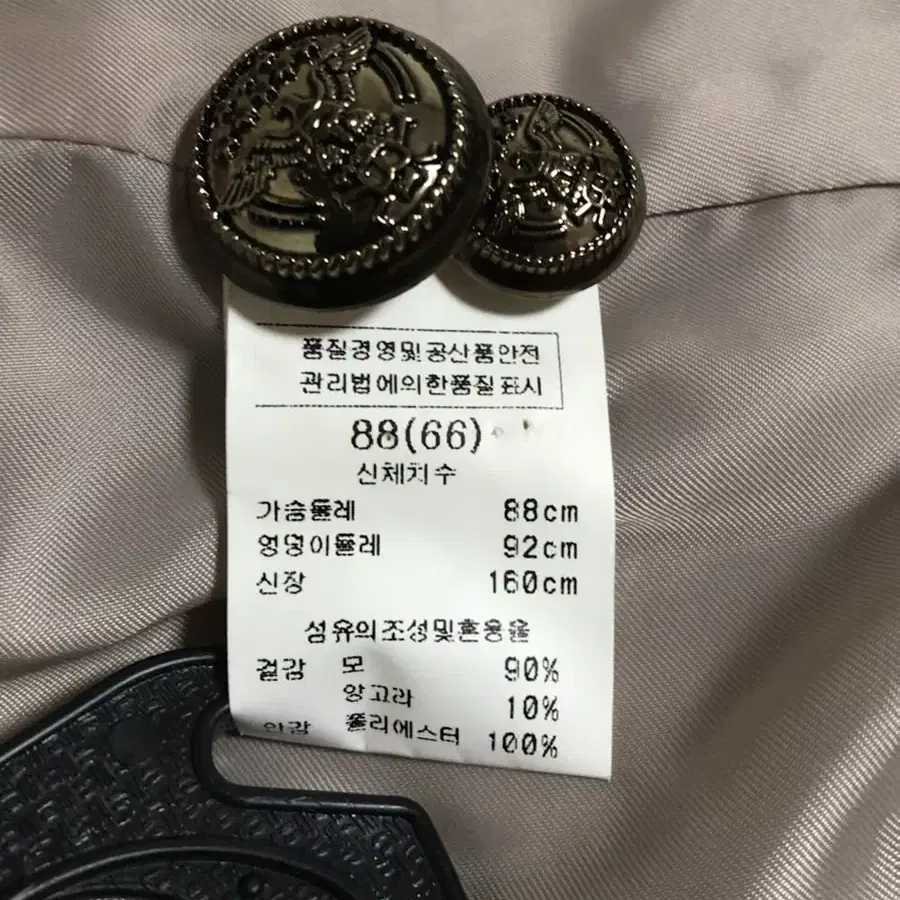 품질경영및공산품안전
관리법에의한품질표시
88(66)
신체치수
가슴둘레 88cm
엉덩이둘레 92cm
신장 160cm
섬유의조성및혼용율
겉감 모 90%
앙고라 10%
안감 폴리에스터 100%